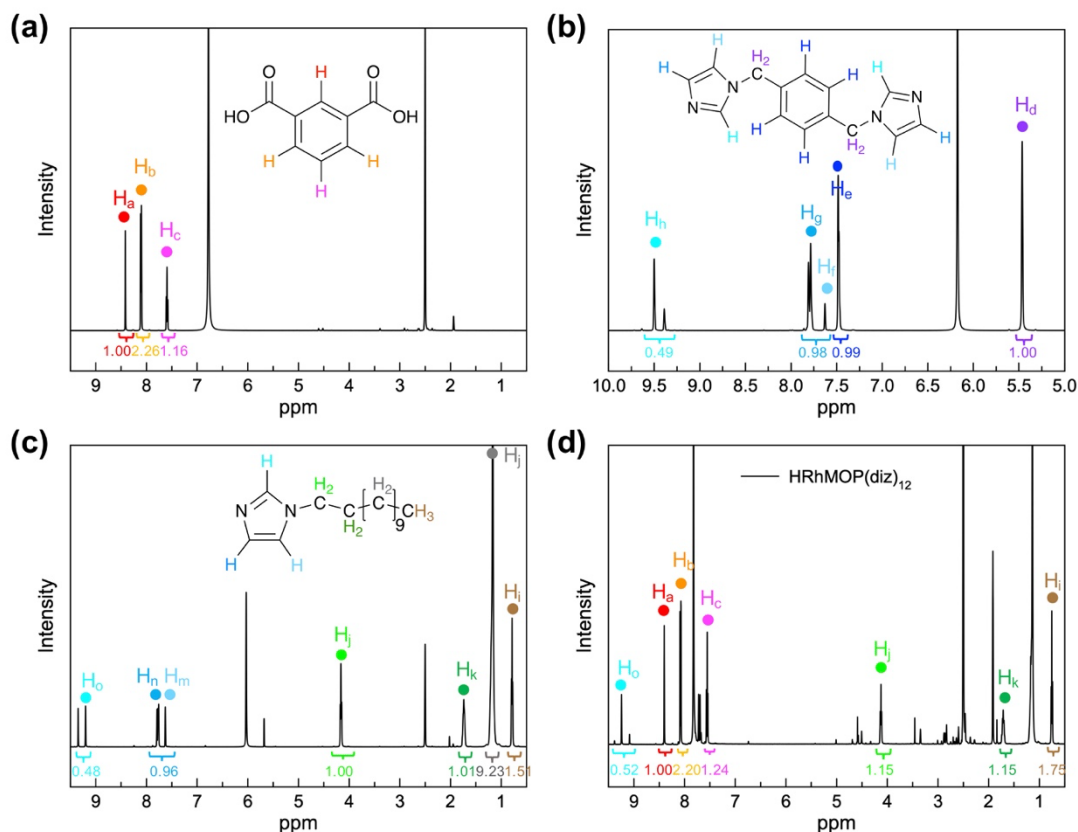 (a)
O
H
O
HO
OH
H
H
H
Ha
Hb
Hc
1.00
2.26
1.16
Intensity
9
8
7
6
5
4
3
2
1
ppm
(b)
H
H
N
N
H
H2
C
H
H
H
H
C
H2
H
N
N
H
H
Hh
Hg
Hf
He
Hd
0.49
0.98
0.99
1.00
Intensity
10.0
9.5
9.0
8.5
8.0
7.5
7.0
6.5
6.0
5.5
5.0
ppm
(c)
H
N
N
H
H
H2
C
H2
H2
C
9
CH3
Ho
Hn
Hm
Hj
Hk
Hj
Hi
0.48
0.96
1.00
1.01
9.23
1.51
Intensity
9
8
7
6
5
4
3
2
1
ppm
(d)
HRhMOP(diz)12
Ho
Ha
Hb
Hc
Hj
Hk
Hi
0.52
1.00
2.20
1.24
1.15
1.15
1.75
Intensity
9
8
7
6
5
4
3
2
1
ppm